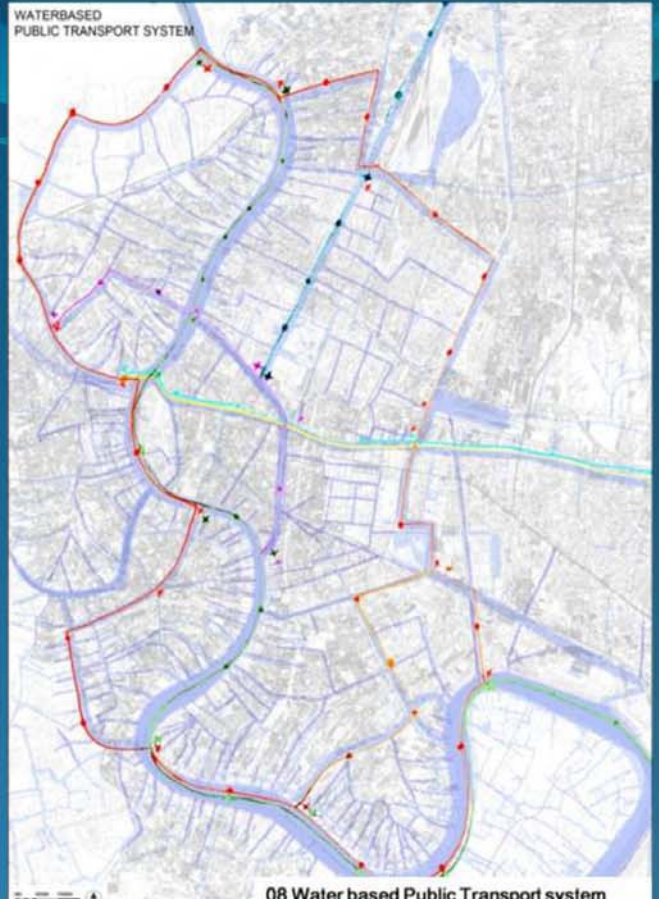 WATERBASED
PUBLIC TRANSPORT SYSTEM
08 Water based Public Transport system